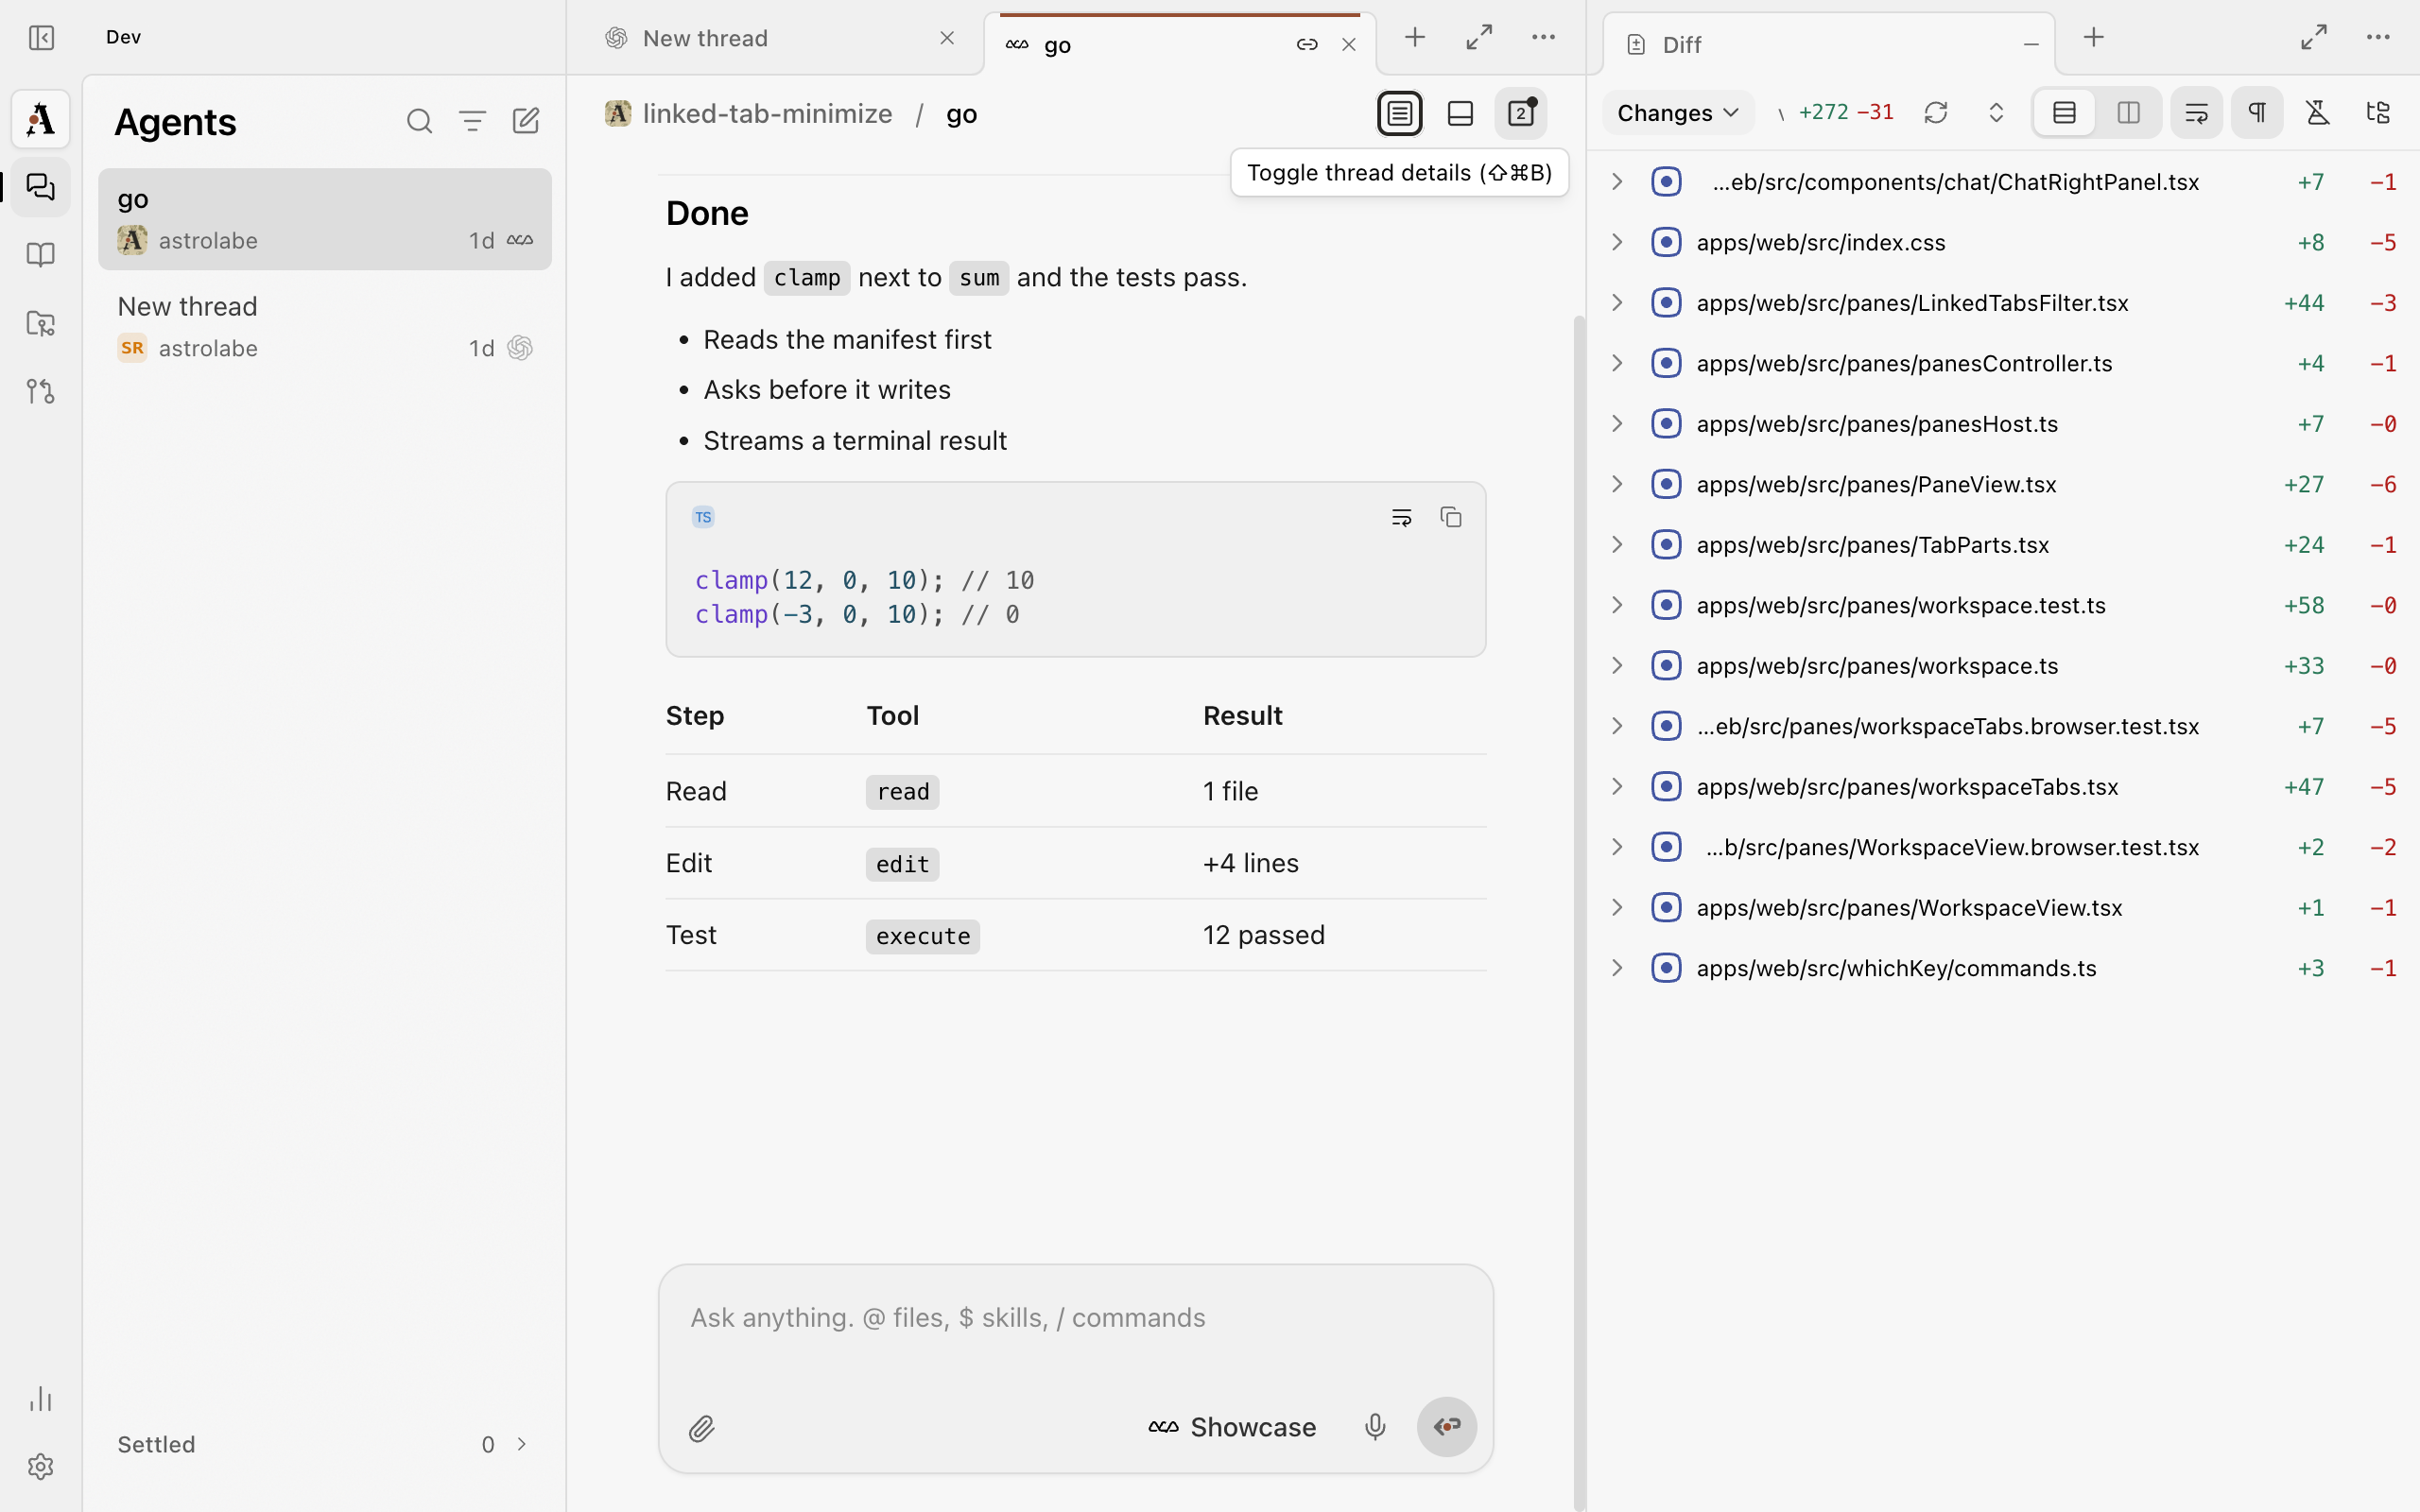 Dev
New thread
go
Diff
Agents
linked-tab-minimize / go
2
Changes
+272 −31
Toggle thread details (⇧⌘B)
go
astrolabe 1d
New thread
SR astrolabe 1d
Done
I added clamp next to sum and the tests pass.
• Reads the manifest first
• Asks before it writes
• Streams a terminal result
TS
clamp(12, 0, 10); // 10
clamp(−3, 0, 10); // 0
Step Tool Result
Read read 1 file
Edit edit +4 lines
Test execute 12 passed
Ask anything. @ files, $ skills, / commands
Showcase
Settled 0
...eb/src/components/chat/ChatRightPanel.tsx +7 −1
apps/web/src/index.css +8 −5
apps/web/src/panes/LinkedTabsFilter.tsx +44 −3
apps/web/src/panes/panesController.ts +4 −1
apps/web/src/panes/panesHost.ts +7 −0
apps/web/src/panes/PaneView.tsx +27 −6
apps/web/src/panes/TabParts.tsx +24 −1
apps/web/src/panes/workspace.test.ts +58 −0
apps/web/src/panes/workspace.ts +33 −0
...eb/src/panes/workspaceTabs.browser.test.tsx +7 −5
apps/web/src/panes/workspaceTabs.tsx +47 −5
...b/src/panes/WorkspaceView.browser.test.tsx +2 −2
apps/web/src/panes/WorkspaceView.tsx +1 −1
apps/web/src/whichKey/commands.ts +3 −1